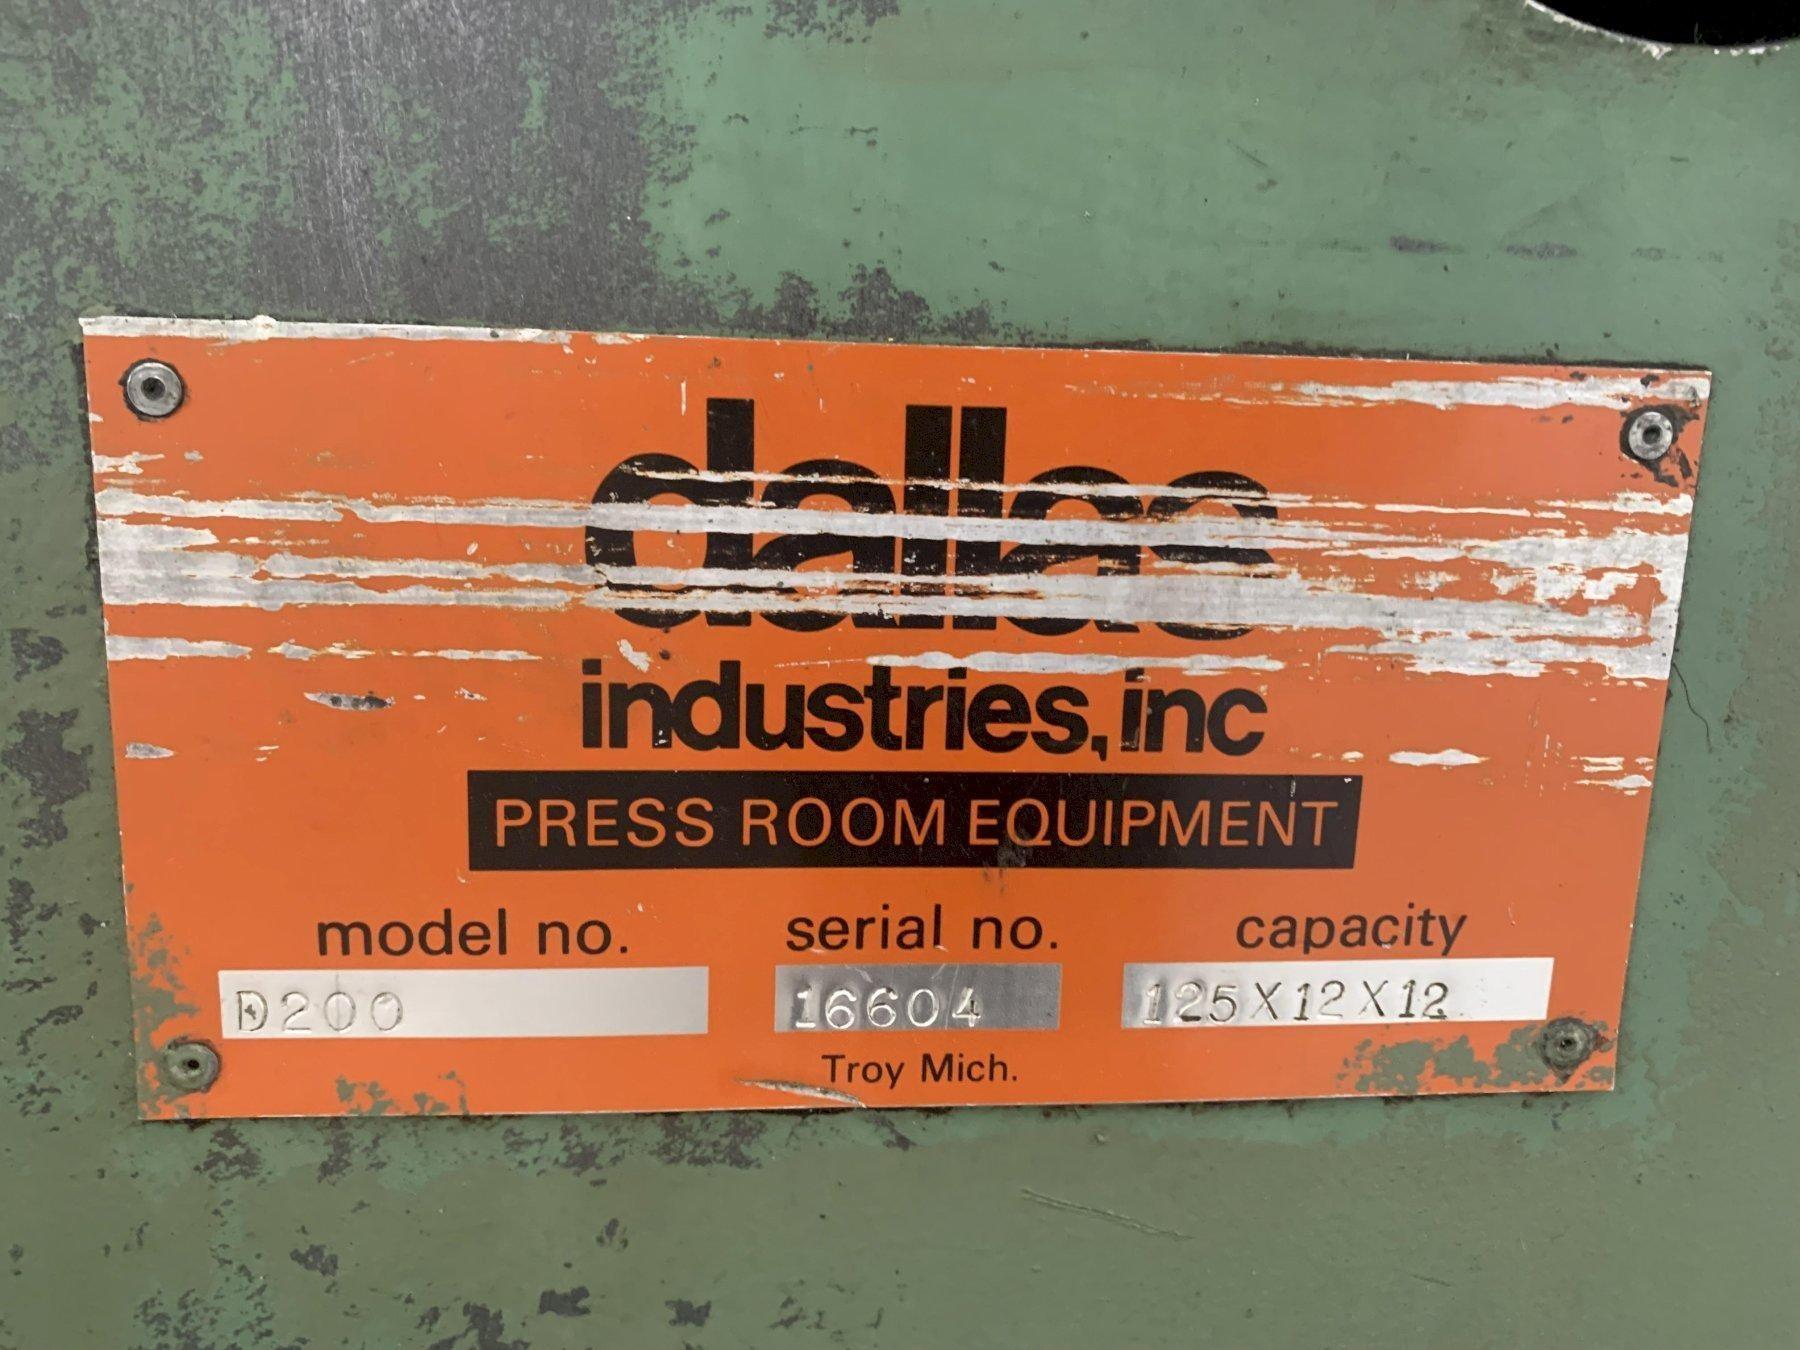 dallas
industries, inc
PRESS ROOM EQUIPMENT
model no. serial no. capacity
D200 16604 125X12X12
Troy Mich.